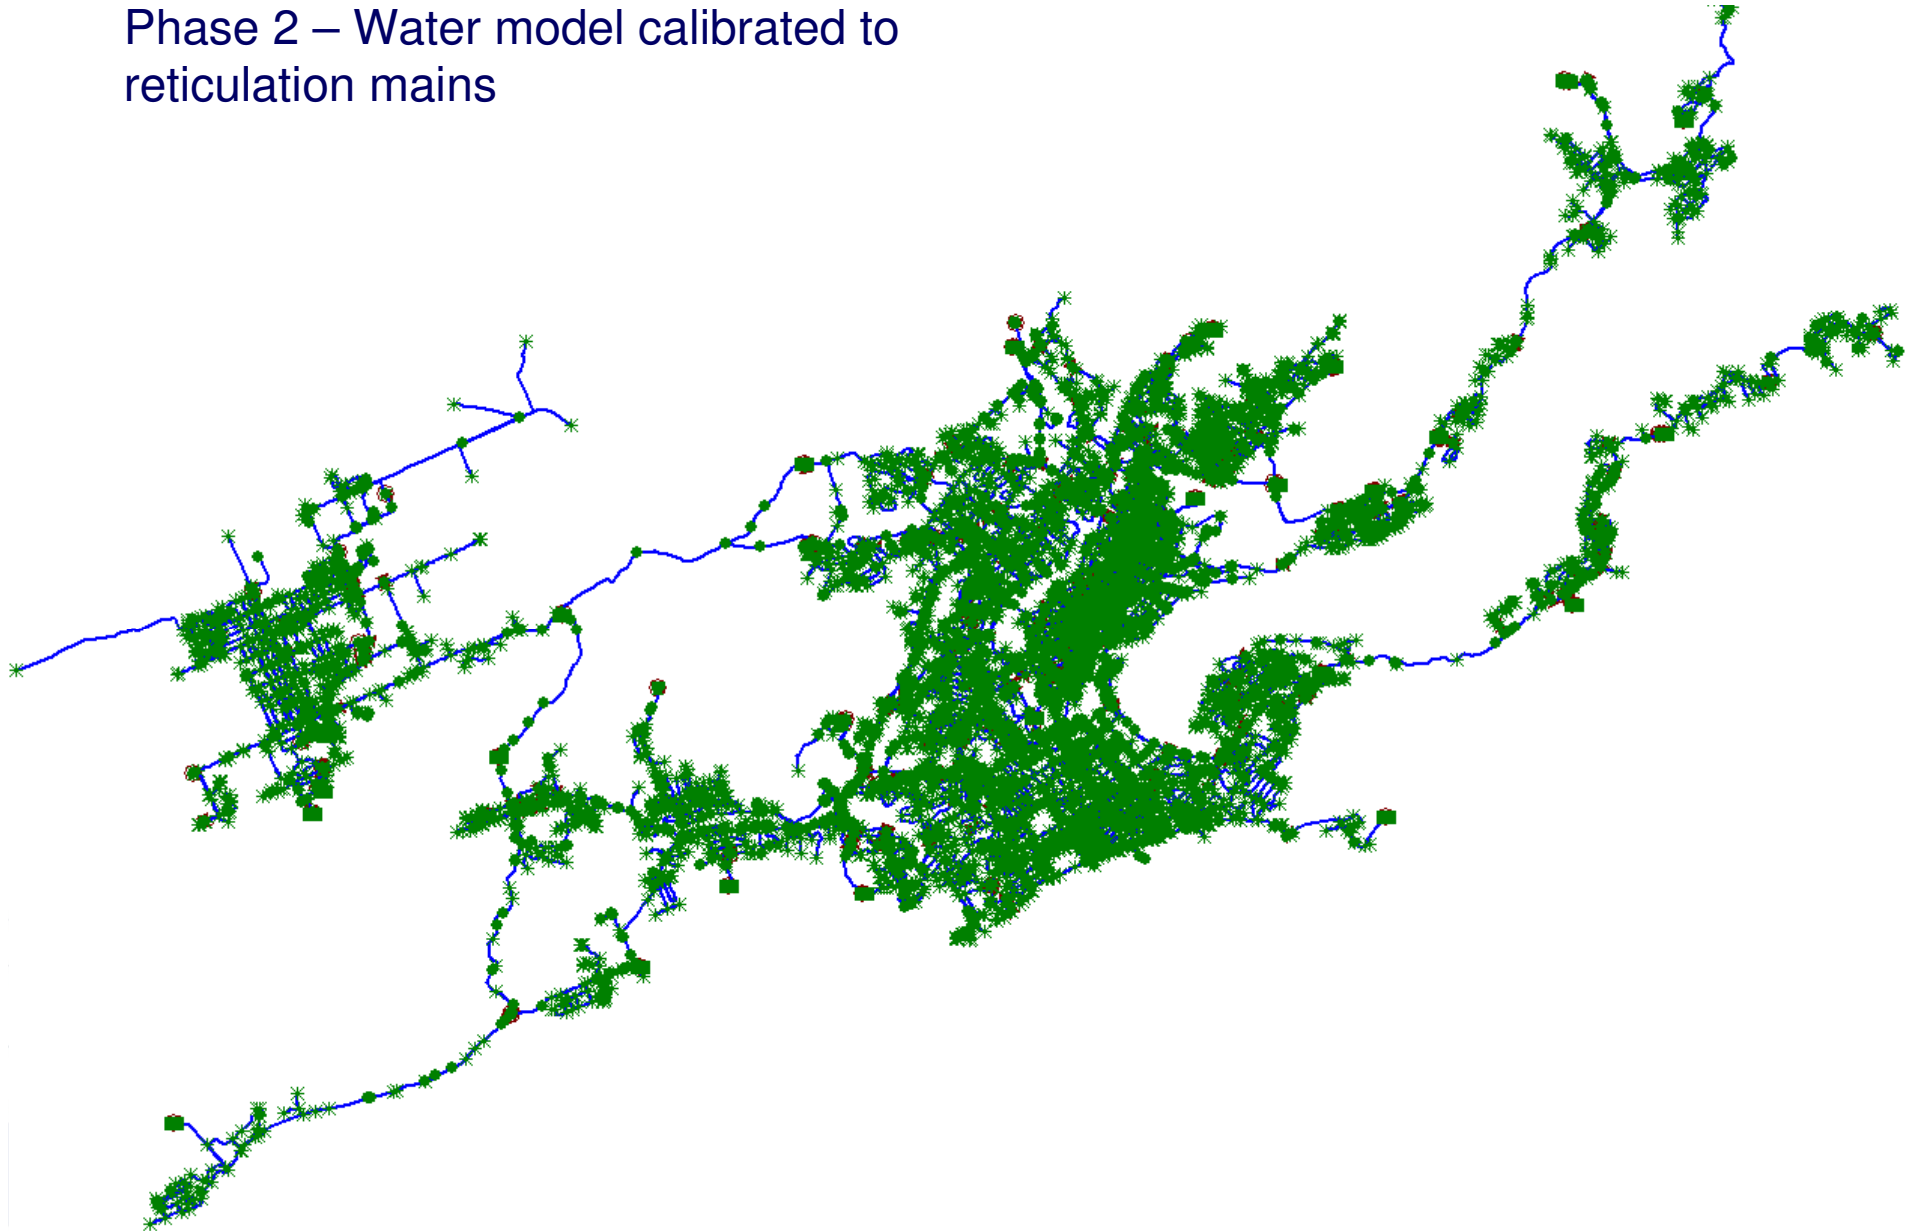 Phase 2 – Water model calibrated to
reticulation mains